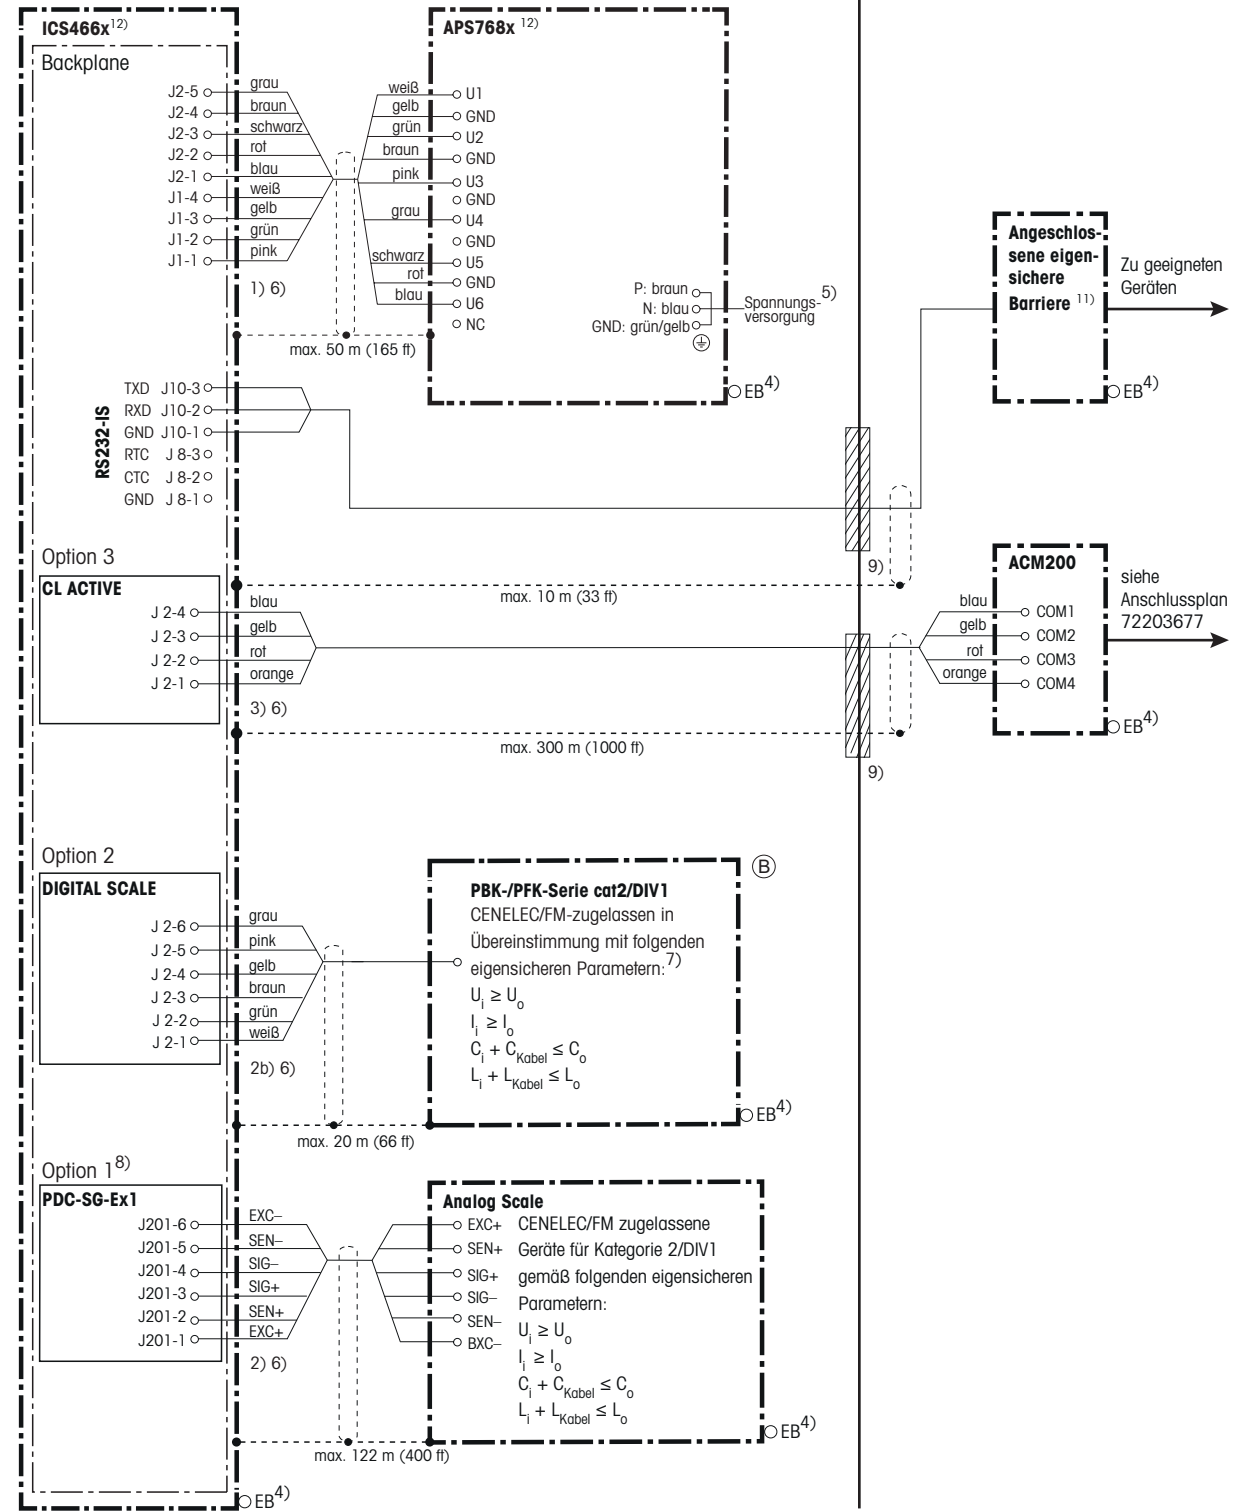 ICS466x12)
Backplane
J2-5 grau
J2-4 braun
J2-3 schwarz
J2-2 rot
J2-1 blau
J1-4 weiß
J1-3 gelb
J1-2 grün
J1-1 pink
1) 6)
max. 50 m (165 ft)
APS768x 12)
weiß U1
gelb GND
grün U2
braun GND
pink U3
GND
grau U4
GND
schwarz U5
rot GND
blau U6
NC
P: braun
N: blau
GND: grün/gelb
Spannungs-5)
versorgung
EB4)
RS232-IS
TXD J10-3
RXD J10-2
GND J10-1
RTC J 8-3
CTC J 8-2
GND J 8-1
9)
max. 10 m (33 ft)
Angeschlos-
sene eigen-
sichere
Barriere 11)
Zu geeigneten
Geräten
EB4)
Option 3
CL ACTIVE
J 2-4 blau
J 2-3 gelb
J 2-2 rot
J 2-1 orange
3) 6)
max. 300 m (1000 ft)
9)
ACM200
blau COM1
gelb COM2
rot COM3
orange COM4
siehe
Anschlussplan
72203677
EB4)
Option 2
DIGITAL SCALE
J 2-6 grau
J 2-5 pink
J 2-4 gelb
J 2-3 braun
J 2-2 grün
J 2-1 weiß
2b) 6)
max. 20 m (66 ft)
B
PBK-/PFK-Serie cat2/DIV1
CENELEC/FM-zugelassen in
Übereinstimmung mit folgenden
eigensicheren Parametern:7)
Ui ≥ Uo
Ii ≥ Io
Ci + CKabel ≤ Co
Li + LKabel ≤ Lo
EB4)
Option 18)
PDC-SG-Ex1
J201-6 EXC–
J201-5 SEN–
J201-4 SIG–
J201-3 SIG+
J201-2 SEN+
J201-1 EXC+
2) 6)
max. 122 m (400 ft)
Analog Scale
EXC+ CENELEC/FM zugelassene
SEN+ Geräte für Kategorie 2/DIV1
SIG+ gemäß folgenden eigensicheren
SIG– Parametern:
SEN–
BXC–
Ui ≥ Uo
Ii ≥ Io
Ci + CKabel ≤ Co
Li + LKabel ≤ Lo
EB4)
EB4)